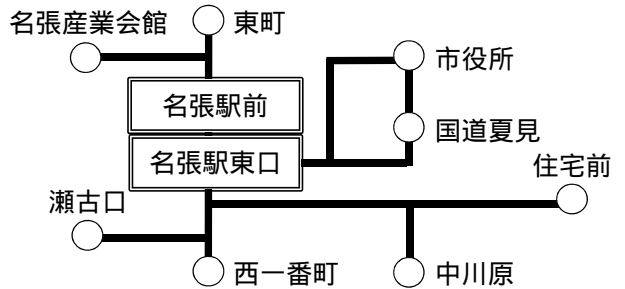 名張産業会館
東町
市役所
名張駅前
国道夏見
名張駅東口
住宅前
瀬古口
西一番町
中川原